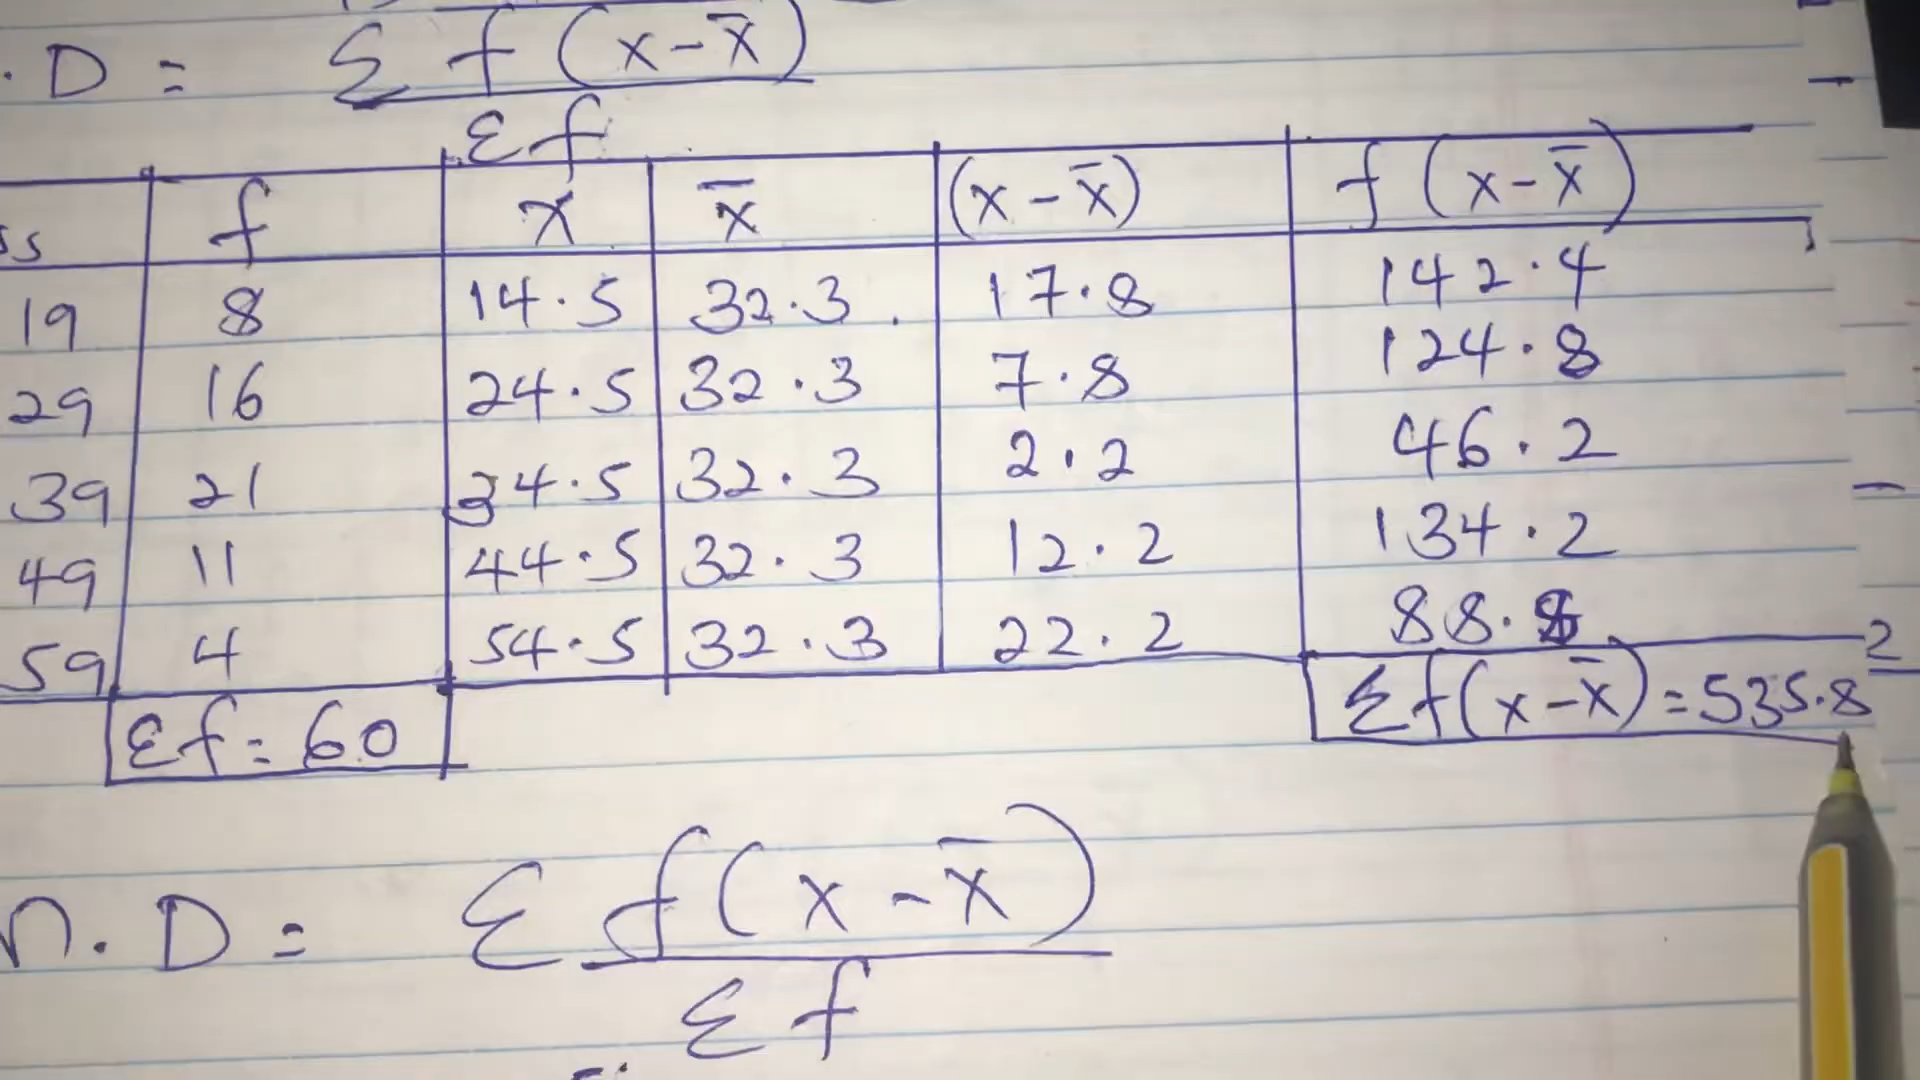 .D = Σ f (x-x̄)
Σf
ss f x x̄ (x-x̄) f (x-x̄)
19 8 14.5 32.3 17.8 142.4
29 16 24.5 32.3 7.8 124.8
39 21 34.5 32.3 2.2 46.2
49 11 44.5 32.3 12.2 134.2
59 4 54.5 32.3 22.2 88.8
Σf = 60 Σf(x-x̄) = 535.8
2
.D = Σ f(x-x̄)
Σf